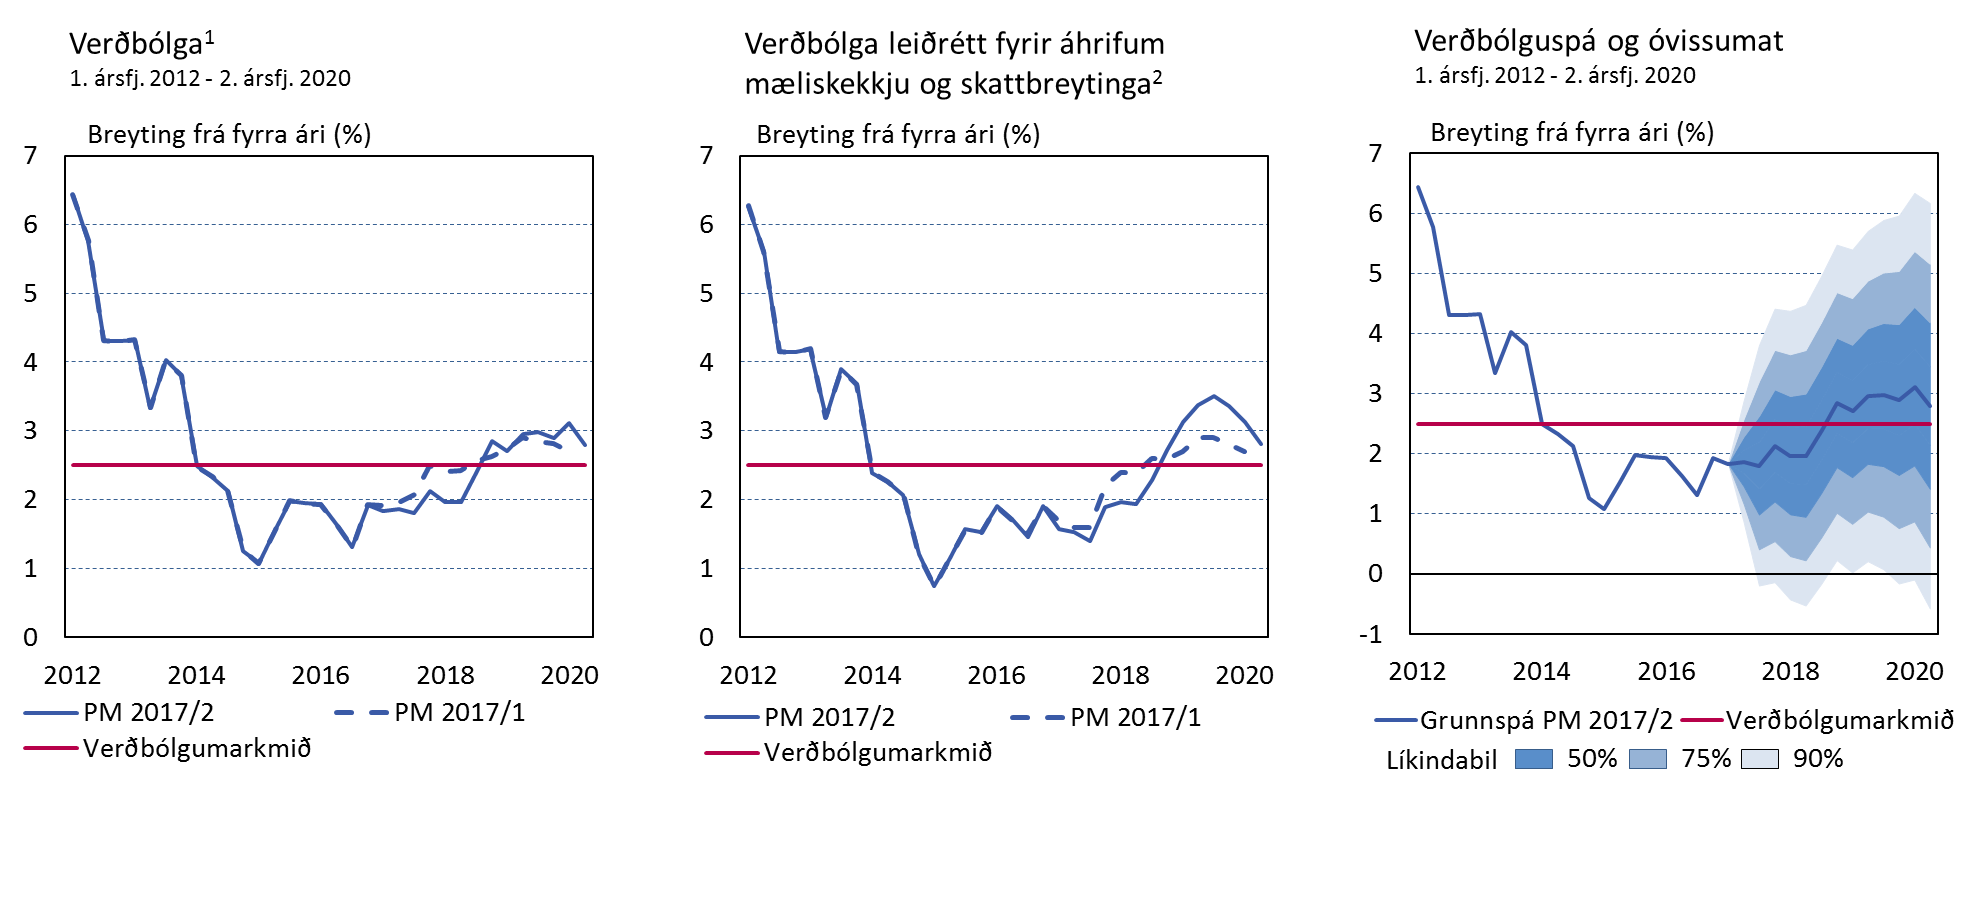 Verðbólga¹
1. ársfj. 2012 - 2. ársfj. 2020
Breyting frá fyrra ári (%)
7
6
5
4
3
2
1
0
2012 2014 2016 2018 2020
PM 2017/2 PM 2017/1
Verðbólgumarkmið
Verðbólga leiðrétt fyrir áhrifum
mæliskekkju og skattbreytinga²
Breyting frá fyrra ári (%)
7
6
5
4
3
2
1
0
2012 2014 2016 2018 2020
PM 2017/2 PM 2017/1
Verðbólgumarkmið
Verðbólguspá og óvissumat
1. ársfj. 2012 - 2. ársfj. 2020
Breyting frá fyrra ári (%)
7
6
5
4
3
2
1
0
-1
2012 2014 2016 2018 2020
Grunnspá PM 2017/2 Verðbólgumarkmið
Líkindabil 50% 75% 90%